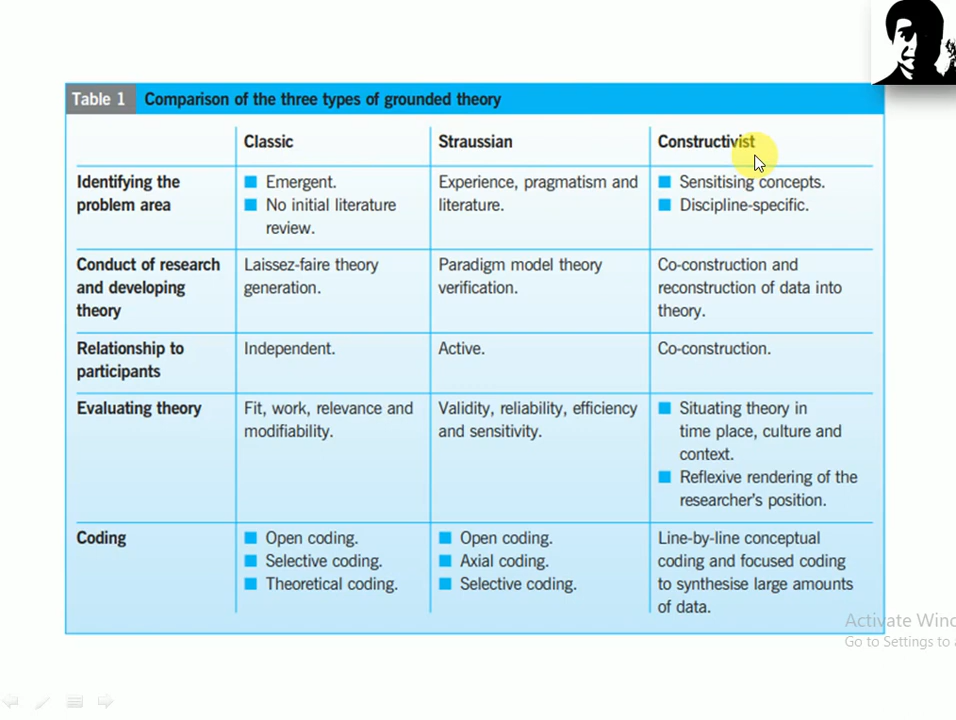 Table 1 Comparison of the three types of grounded theory
Classic Straussian Constructivist
Identifying the
problem area
Emergent.
No initial literature
review.
Experience, pragmatism and
literature.
Sensitising concepts.
Discipline-specific.
Conduct of research
and developing
theory
Laissez-faire theory
generation.
Paradigm model theory
verification.
Co-construction and
reconstruction of data into
theory.
Relationship to
participants
Independent.
Active.
Co-construction.
Evaluating theory
Fit, work, relevance and
modifiability.
Validity, reliability, efficiency
and sensitivity.
Situating theory in
time place, culture and
context.
Reflexive rendering of the
researcher's position.
Coding
Open coding.
Selective coding.
Theoretical coding.
Open coding.
Axial coding.
Selective coding.
Line-by-line conceptual
coding and focused coding
to synthesise large amounts
of data.
Activate Wind
Go to Settings to a